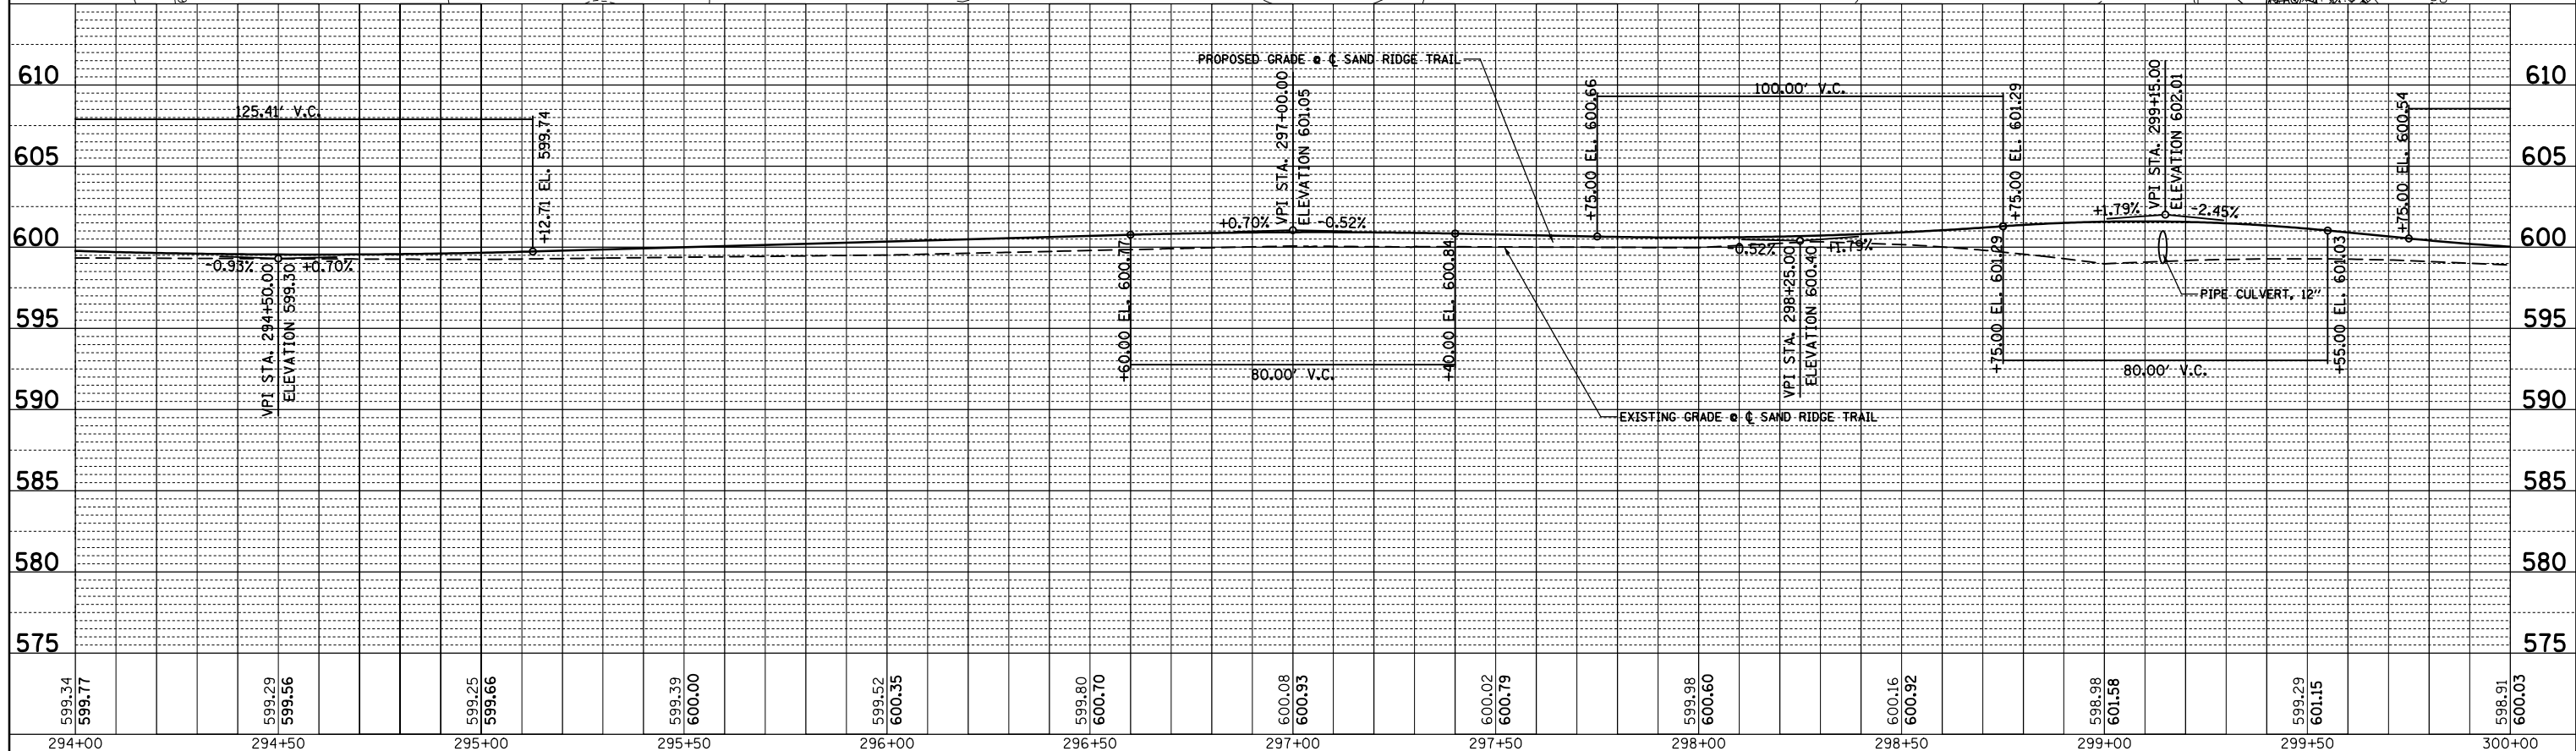 PROPOSED GRADE @ ℄ SAND RIDGE TRAIL
610
610
125.41' V.C.
+12.71 EL. 599.74
VPI STA. 297+00.00
ELEVATION 601.05
+75.00 EL. 600.66
100.00' V.C.
+75.00 EL. 601.29
VPI STA. 299+15.00
ELEVATION 602.01
+75.00 EL. 600.54
605
605
+0.70%
-0.52%
+1.79%
-2.45%
600
600
-0.93%
+0.70%
-0.52%
+1.79%
VPI STA. 294+50.00
ELEVATION 599.30
+60.00 EL. 600.77
+40.00 EL. 600.84
80.00' V.C.
VPI STA. 298+25.00
ELEVATION 600.40
+75.00 EL. 601.29
+55.00 EL. 601.03
PIPE CULVERT, 12"
80.00' V.C.
595
595
590
590
EXISTING GRADE @ ℄ SAND RIDGE TRAIL
585
585
580
580
575
575
599.34
599.77
599.29
599.56
599.25
599.66
599.39
600.00
599.52
600.35
599.80
600.70
600.08
600.93
600.02
600.79
599.98
600.60
600.16
600.92
598.98
601.58
599.29
601.15
598.91
600.03
294+00
294+50
295+00
295+50
296+00
296+50
297+00
297+50
298+00
298+50
299+00
299+50
300+00